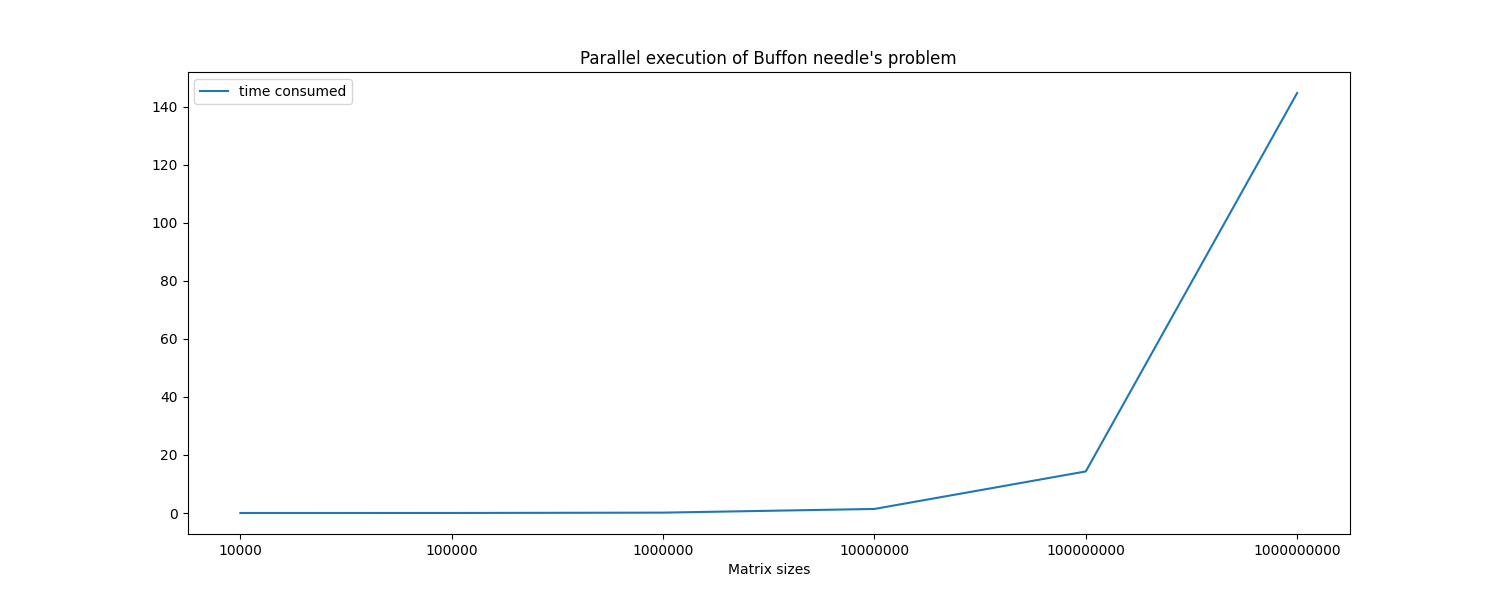 Parallel execution of Buffon needle's problem
time consumed
140
120
100
80
60
40
20
0
10000 100000 1000000 10000000 100000000 1000000000
Matrix sizes